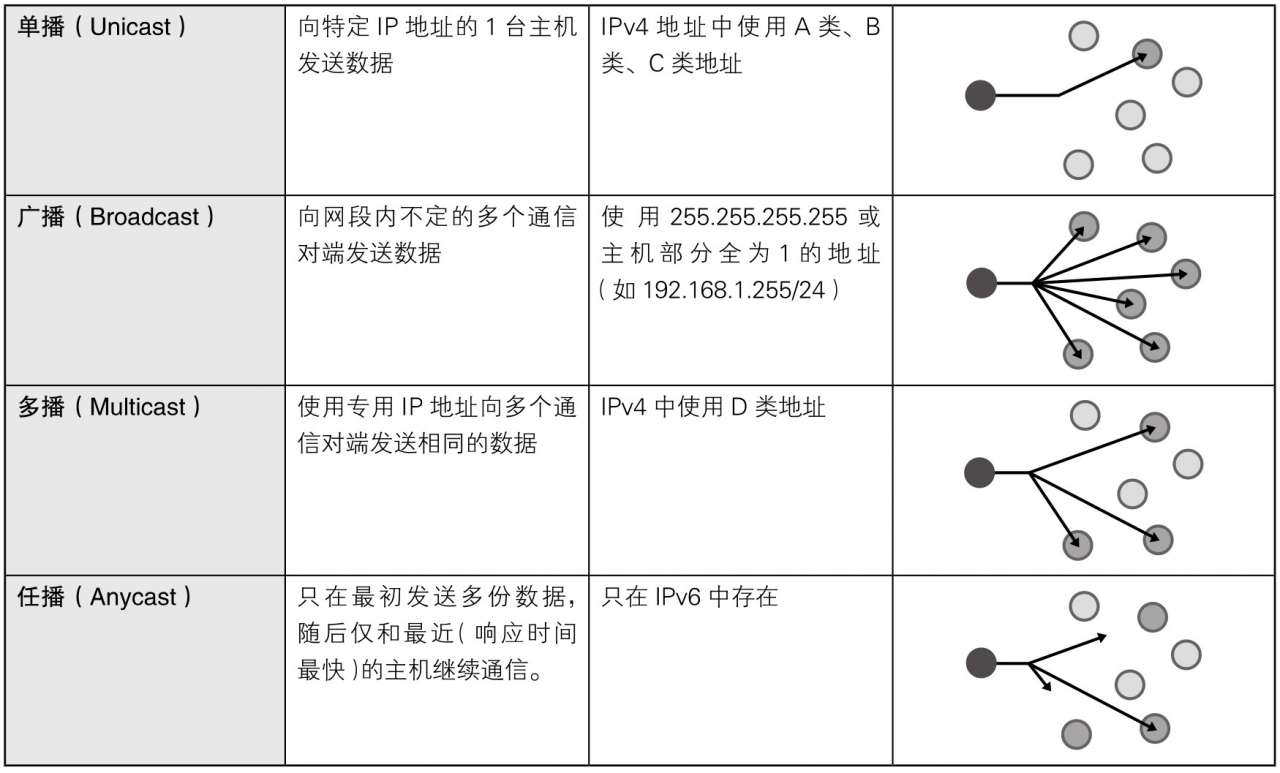 单播（Unicast）
向特定 IP 地址的 1 台主机
发送数据
IPv4 地址中使用 A 类、B
类、C 类地址
广播（Broadcast）
向网段内不定的多个通信
对端发送数据
使用 255.255.255.255 或
主机部分全为1的地址
（如 192.168.1.255/24）
多播（Multicast）
使用专用 IP 地址向多个通
信对端发送相同的数据
IPv4 中使用 D 类地址
任播（Anycast）
只在最初发送多份数据，
随后仅和最近（响应时间
最快）的主机继续通信。
只在 IPv6 中存在